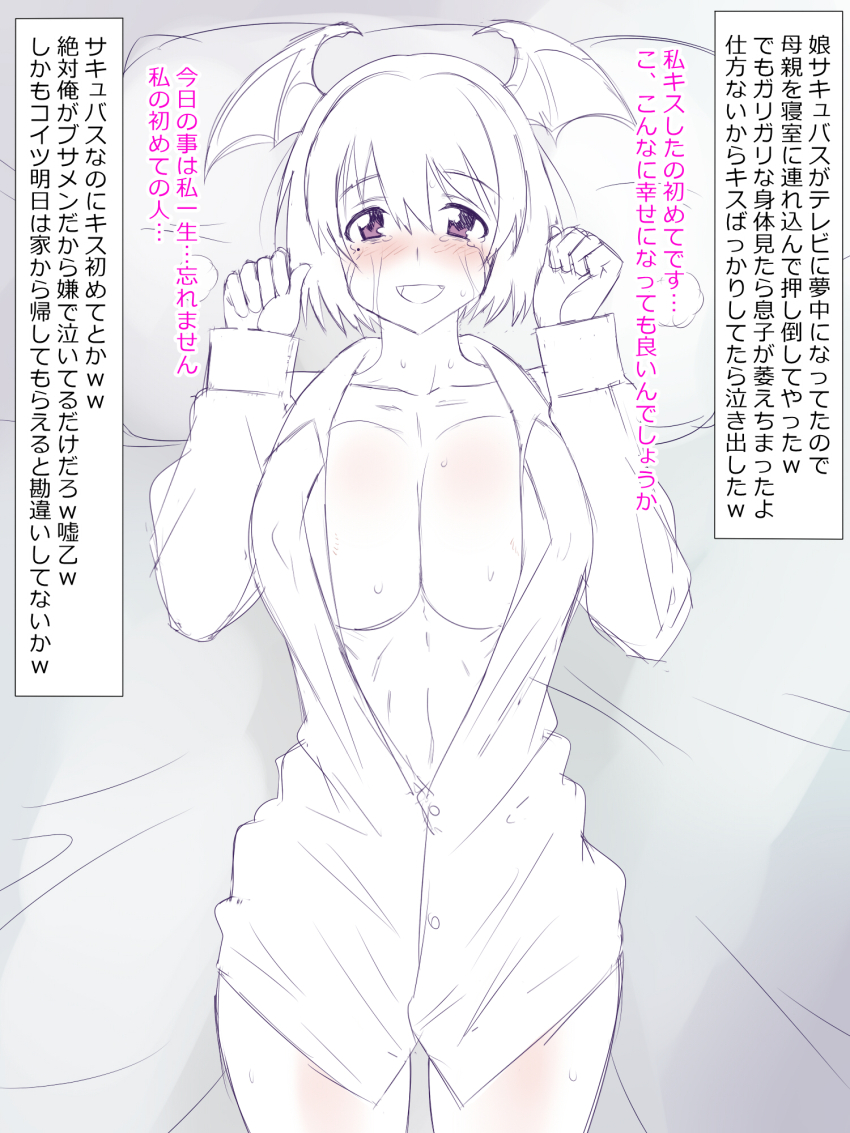 娘サキュバスがテレビに夢中になってたので
母親を寝室に連れ込んで押し倒してやったw
でもガリガリな身体見たら息子が萎えちまったよ
仕方ないからキスばっかりしてたら泣き出したw
私キスしたの初めてです…
こ、こんなに幸せになっても良いんでしょうか
今日の事は私一生…忘れません
私の初めての人…
サキュバスなのにキス初めてとかww
絶対俺がブサメンだから嫌で泣いてるだけだろw嘘乙w
しかもコイツ明日は家から帰してもらえると勘違いしてないかw